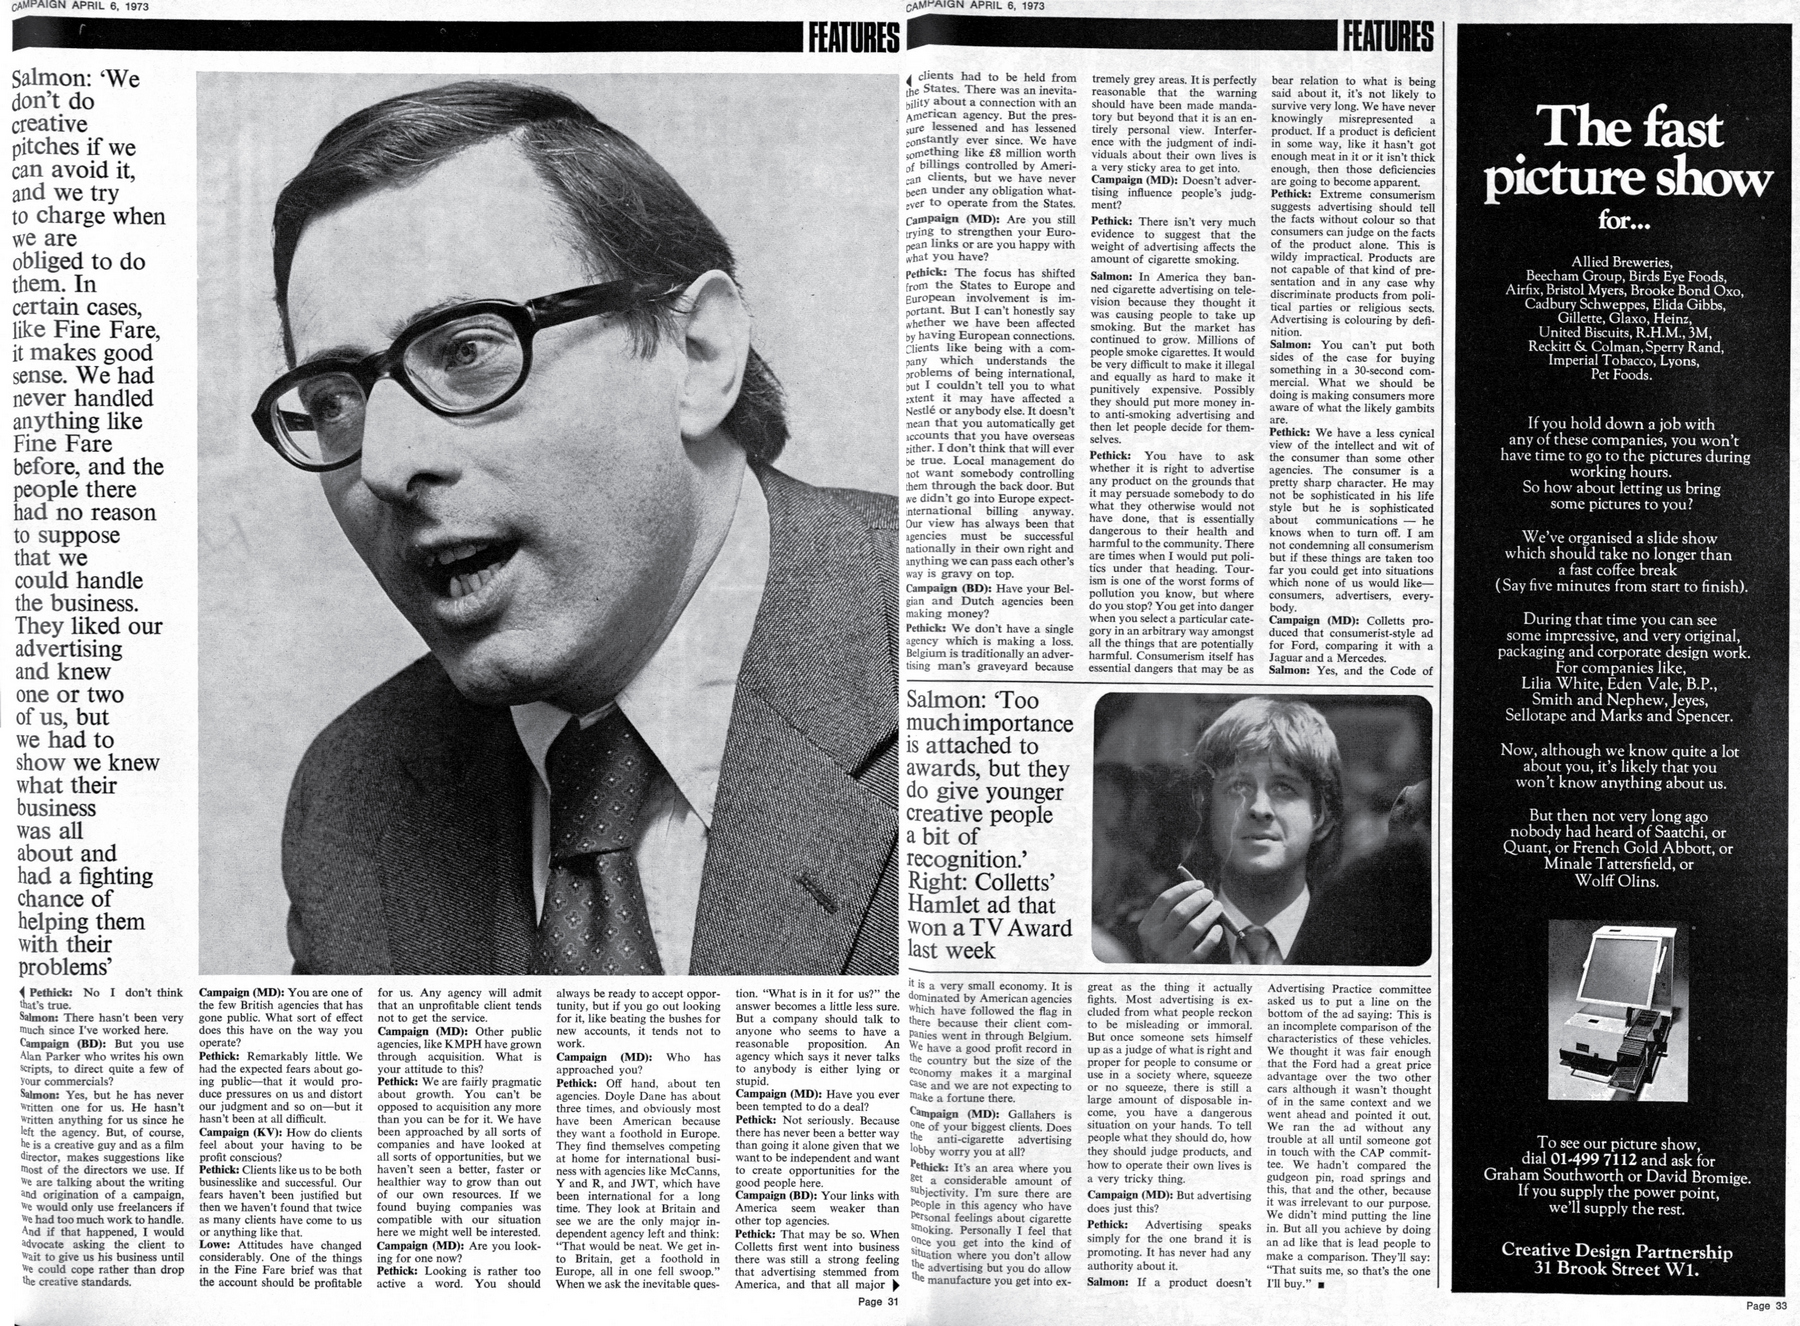 CAMPAIGN APRIL 6, 1973
FEATURES
Salmon: ‘We
don’t do
creative
pitches if we
can avoid it,
and we try
to charge when
we are
obliged to do
them. In
certain cases,
like Fine Fare,
it makes good
sense. We had
never handled
anything like
Fine Fare
before, and the
people there
had no reason
to suppose
that we
could handle
the business.
They liked our
advertising
and knew
one or two
of us, but
we had to
show we knew
what their
business
was all
about and
had a fighting
chance of
helping them
with their
problems’
Pethick: No I don’t think
that’s true.
Salmon: There hasn’t been very
much since I’ve worked here.
Campaign (BD): But you use
Alan Parker who writes his own
scripts, to direct quite a few of
your commercials?
Salmon: Yes, but he has never
written one for us. He hasn’t
written anything for us since he
left the agency. But, of course,
he is a creative guy and as a film
director, makes suggestions like
most of the directors we use. If
we are talking about the writing
and origination of a campaign,
we would only use freelancers if
we had too much work to handle.
And if that happened, I would
advocate asking the client to
wait to give us his business until
we could cope rather than drop
the creative standards.
Campaign (MD): You are one of
the few British agencies that has
gone public. What sort of effect
does this have on the way you
operate?
Pethick: Remarkably little. We
had the expected fears about go-
ing public—that it would pro-
duce pressures on us and distort
our judgment and so on—but it
hasn’t been at all difficult.
Campaign (KV): How do clients
feel about your having to be
profit conscious?
Pethick: Clients like us to be both
businesslike and successful. Our
fears haven’t been justified but
then we haven’t found that twice
as many clients have come to us
or anything like that.
Lowe: Attitudes have changed
considerably. One of the things
in the Fine Fare brief was that
the account should be profitable
for us. Any agency will admit
that an unprofitable client tends
not to get the service.
Campaign (MD): Other public
agencies, like KMPH have grown
through acquisition. What is
your attitude to this?
Pethick: We are fairly pragmatic
about growth. You can’t be
opposed to acquisition any more
than you can be for it. We have
been approached by all sorts of
companies and have looked at
all sorts of opportunities, but we
haven’t seen a better, faster or
healthier way to grow than out
of our own resources. If we
found buying companies was
compatible with our situation
here we might well be interested.
Campaign (MD): Are you look-
ing for one now?
Pethick: Looking is rather too
active a word. You should
always be ready to accept oppor-
tunity, but if you go out looking
for it, like beating the bushes for
new accounts, it tends not to
work.
Campaign (MD): Who has
approached you?
Pethick: Off hand, about ten
agencies. Doyle Dane has about
three times, and obviously most
have been American because
they want a foothold in Europe.
They find themselves competing
at home for international busi-
ness with agencies like McCanns,
Y and R, and JWT, which have
been international for a long
time. They look at Britain and
see we are the only major in-
dependent agency left and think:
“That would be neat. We get in-
to Britain, get a foothold in
Europe, all in one fell swoop.”
When we ask the inevitable ques-
tion. “What is in it for us?” the
answer becomes a little less sure.
But a company should talk to
anyone who seems to have a
reasonable proposition. An
agency which says it never talks
to anybody is either lying or
stupid.
Campaign (MD): Have you ever
been tempted to do a deal?
Pethick: Not seriously. Because
there has never been a better way
than going it alone given that we
want to be independent and want
to create opportunities for the
good people here.
Campaign (BD): Your links with
America seem weaker than
other top agencies.
Pethick: That may be so. When
Colletts first went into business
there was still a strong feeling
that advertising stemmed from
America, and that all major
Page 31
CAMPAIGN APRIL 6, 1973
FEATURES
clients had to be held from
the States. There was an inevita-
bility about a connection with an
American agency. But the pres-
sure lessened and has lessened
constantly ever since. We have
something like £8 million worth
of billings controlled by Ameri-
can clients, but we have never
been under any obligation what-
ever to operate from the States.
Campaign (MD): Are you still
trying to strengthen your Euro-
pean links or are you happy with
what you have?
Pethick: The focus has shifted
from the States to Europe and
European involvement is im-
portant. But I can’t honestly say
whether we have been affected
by having European connections.
Clients like being with a com-
pany which understands the
problems of being international,
but I couldn’t tell you to what
extent it may have affected a
Nestlé or anybody else. It doesn’t
mean that you automatically get
accounts that you have overseas
either. I don’t think that will ever
be true. Local management do
not want somebody controlling
them through the back door. But
we didn’t go into Europe expect-
international billing anyway.
Our view has always been that
agencies must be successful
nationally in their own right and
anything we can pass each other’s
way is gravy on top.
Campaign (BD): Have your Bel-
gian and Dutch agencies been
making money?
Pethick: We don’t have a single
agency which is making a loss.
Belgium is traditionally an adver-
tising man’s graveyard because
tremely grey areas. It is perfectly
reasonable that the warning
should have been made manda-
tory but beyond that it is an en-
tirely personal view. Interfer-
ence with the judgment of indi-
viduals about their own lives is
a very sticky area to get into.
Campaign (MD): Doesn’t adver-
tising influence people’s judg-
ment?
Pethick: There isn’t very much
evidence to suggest that the
weight of advertising affects the
amount of cigarette smoking.
Salmon: In America they ban-
ned cigarette advertising on tele-
vision because they thought it
was causing people to take up
smoking. But the market has
continued to grow. Millions of
people smoke cigarettes. It would
be very difficult to make it illegal
and equally as hard to make it
punitively expensive. Possibly
they should put more money in-
to anti-smoking advertising and
then let people decide for them-
selves.
Pethick: You have to ask
whether it is right to advertise
any product on the grounds that
it may persuade somebody to do
what they otherwise would not
have done, that is essentially
dangerous to their health and
harmful to the community. There
are times when I would put poli-
tics under that heading. Tour-
ism is one of the worst forms of
pollution you know, but where
do you stop? You get into danger
when you select a particular cate-
gory in an arbitrary way amongst
all the things that are potentially
harmful. Consumerism itself has
essential dangers that may be as
bear relation to what is being
said about it, it’s not likely to
survive very long. We have never
knowingly misrepresented a
product. If a product is deficient
in some way, like it hasn’t got
enough meat in it or it isn’t thick
enough, then those deficiencies
are going to become apparent.
Pethick: Extreme consumerism
suggests advertising should tell
the facts without colour so that
consumers can judge on the facts
of the product alone. This is
wildy impractical. Products are
not capable of that kind of pre-
sentation and in any case why
discriminate products from poli-
tical parties or religious sects.
Advertising is colouring by defi-
nition.
Salmon: You can’t put both
sides of the case for buying
something in a 30-second com-
mercial. What we should be
doing is making consumers more
aware of what the likely gambits
are.
Pethick: We have a less cynical
view of the intellect and wit of
the consumer than some other
agencies. The consumer is a
pretty sharp character. He may
not be sophisticated in his life
style but he is sophisticated
about communications — he
knows when to turn off. I am
not condemning all consumerism
but if these things are taken too
far you could get into situations
which none of us would like—
consumers, advertisers, every-
body.
Campaign (MD): Colletts pro-
duced that consumerist-style ad
for Ford, comparing it with a
Jaguar and a Mercedes.
Salmon: Yes, and the Code of
Salmon: ‘Too
much importance
is attached to
awards, but they
do give younger
creative people
a bit of
recognition.’
Right: Colletts’
Hamlet ad that
won a TV Award
last week
it is a very small economy. It is
dominated by American agencies
which have followed the flag in
there because their client com-
panies went in through Belgium.
We have a good profit record in
the country but the size of the
economy makes it a marginal
case and we are not expecting to
make a fortune there.
Campaign (MD): Gallahers is
one of your biggest clients. Does
the anti-cigarette advertising
lobby worry you at all?
Pethick: It’s an area where you
get a considerable amount of
subjectivity. I’m sure there are
people in this agency who have
personal feelings about cigarette
smoking. Personally I feel that
once you get into the kind of
situation where you don’t allow
the advertising but you do allow
the manufacture you get into ex-
great as the thing it actually
fights. Most advertising is ex-
cluded from what people reckon
to be misleading or immoral.
But once someone sets himself
up as a judge of what is right and
proper for people to consume or
use in a society where, squeeze
or no squeeze, there is still a
large amount of disposable in-
come, you have a dangerous
situation on your hands. To tell
people what they should do, how
they should judge products, and
how to operate their own lives is
a very tricky thing.
Campaign (MD): But advertising
does just this?
Pethick: Advertising speaks
simply for the one brand it is
promoting. It has never had any
authority about it.
Salmon: If a product doesn’t
Advertising Practice committee
asked us to put a line on the
bottom of the ad saying: This is
an incomplete comparison of the
characteristics of these vehicles.
We thought it was fair enough
that the Ford had a great price
advantage over the two other
cars although it wasn’t thought
of in the same context and we
went ahead and pointed it out.
We ran the ad without any
trouble at all until someone got
in touch with the CAP commit-
tee. We hadn’t compared the
gudgeon pin, road springs and
this, that and the other, because
it was irrelevant to our purpose.
We didn’t mind putting the line
in. But all you achieve by doing
an ad like that is lead people to
make a comparison. They’ll say:
“That suits me, so that’s the one
I’ll buy.” ■
The fast
picture show
for...
Allied Breweries,
Beecham Group, Birds Eye Foods,
Airfix, Bristol Myers, Brooke Bond Oxo,
Cadbury Schweppes, Elida Gibbs,
Gillette, Glaxo, Heinz,
United Biscuits, R.H.M., 3M,
Reckitt & Colman, Sperry Rand,
Imperial Tobacco, Lyons,
Pet Foods.
If you hold down a job with
any of these companies, you won’t
have time to go to the pictures during
working hours.
So how about letting us bring
some pictures to you?
We’ve organised a slide show
which should take no longer than
a fast coffee break
(Say five minutes from start to finish).
During that time you can see
some impressive, and very original,
packaging and corporate design work.
For companies like,
Lilia White, Eden Vale, B.P.,
Smith and Nephew, Jeyes,
Sellotape and Marks and Spencer.
Now, although we know quite a lot
about you, it’s likely that you
won’t know anything about us.
But then not very long ago
nobody had heard of Saatchi, or
Quant, or French Gold Abbott, or
Minale Tattersfield, or
Wolff Olins.
To see our picture show,
dial 01-499 7112 and ask for
Graham Southworth or David Bromige.
If you supply the power point,
we’ll supply the rest.
Creative Design Partnership
31 Brook Street W1.
Page 33